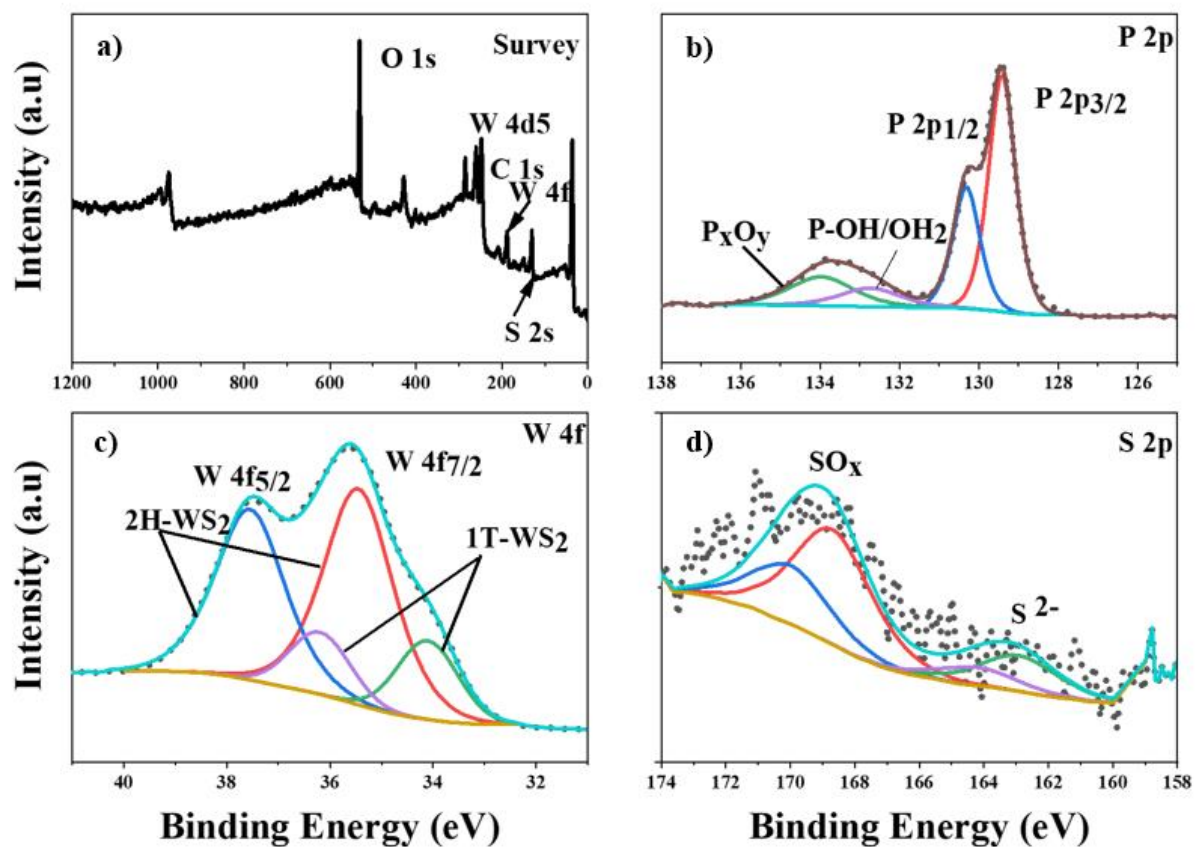 a)
Survey
O 1s
W 4d5
C 1s
W 4f
S 2s
Intensity (a.u)
1200 1000 800 600 400 200 0
b)
P 2p
P 2p3/2
P 2p1/2
PxOy
P-OH/OH2
138 136 134 132 130 128 126
c)
W 4f
W 4f5/2
W 4f7/2
2H-WS2
1T-WS2
Intensity (a.u)
40 38 36 34 32
Binding Energy (eV)
d)
S 2p
SOx
S 2-
174 172 170 168 166 164 162 160 158
Binding Energy (eV)